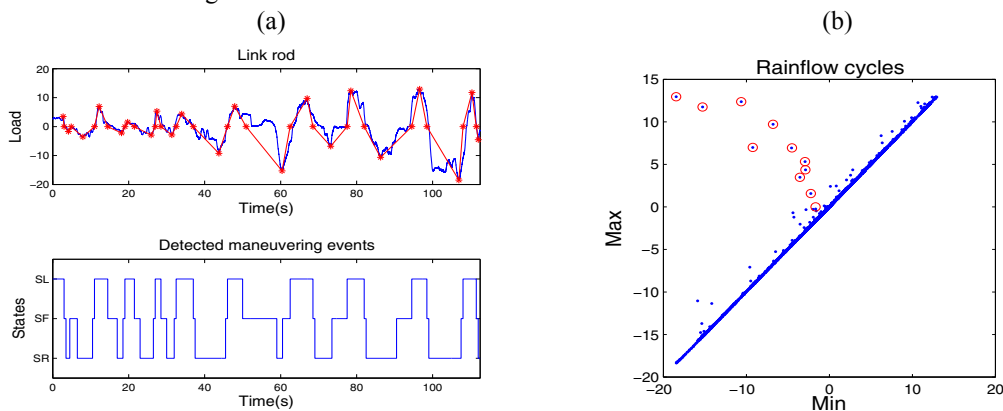 (a)
(b)
Link rod
20
10
0
−10
−20
Load
0
20
40
60
80
100
Time(s)
Detected maneuvering events
SL
SF
SR
States
0
20
40
60
80
100
Time(s)
Rainflow cycles
15
10
5
0
−5
−10
−15
−20
Max
−20
−10
0
10
20
Min